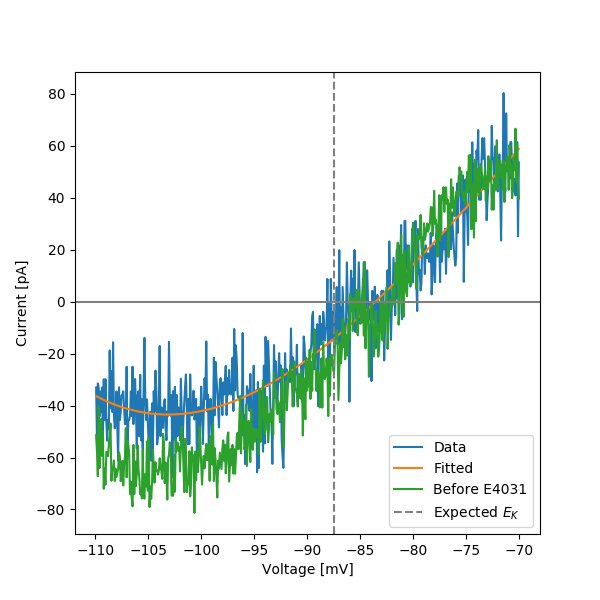 80
60
40
20
0
−20
−40
−60
−80
Current [pA]
−110 −105 −100 −95 −90 −85 −80 −75 −70
Voltage [mV]
Data
Fitted
Before E4031
Expected E_K